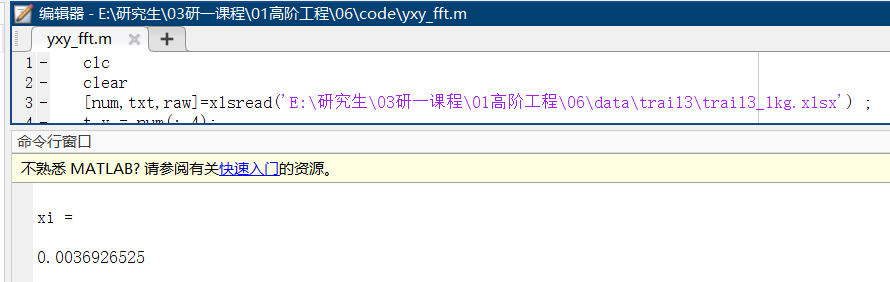 编辑器 - E:\研究生\03研一课程\01高阶工程\06\code\yxy_fft.m
yxy_fft.m
1 - clc
2 - clear
3 - [num,txt,raw]=xlsread('E:\研究生\03研一课程\01高阶工程\06\data\trail3\trail3_1kg.xlsx') ;
4 - t_x = num(:,4);
命令行窗口
不熟悉 MATLAB? 请参阅有关快速入门的资源。
xi =
0.0036926525